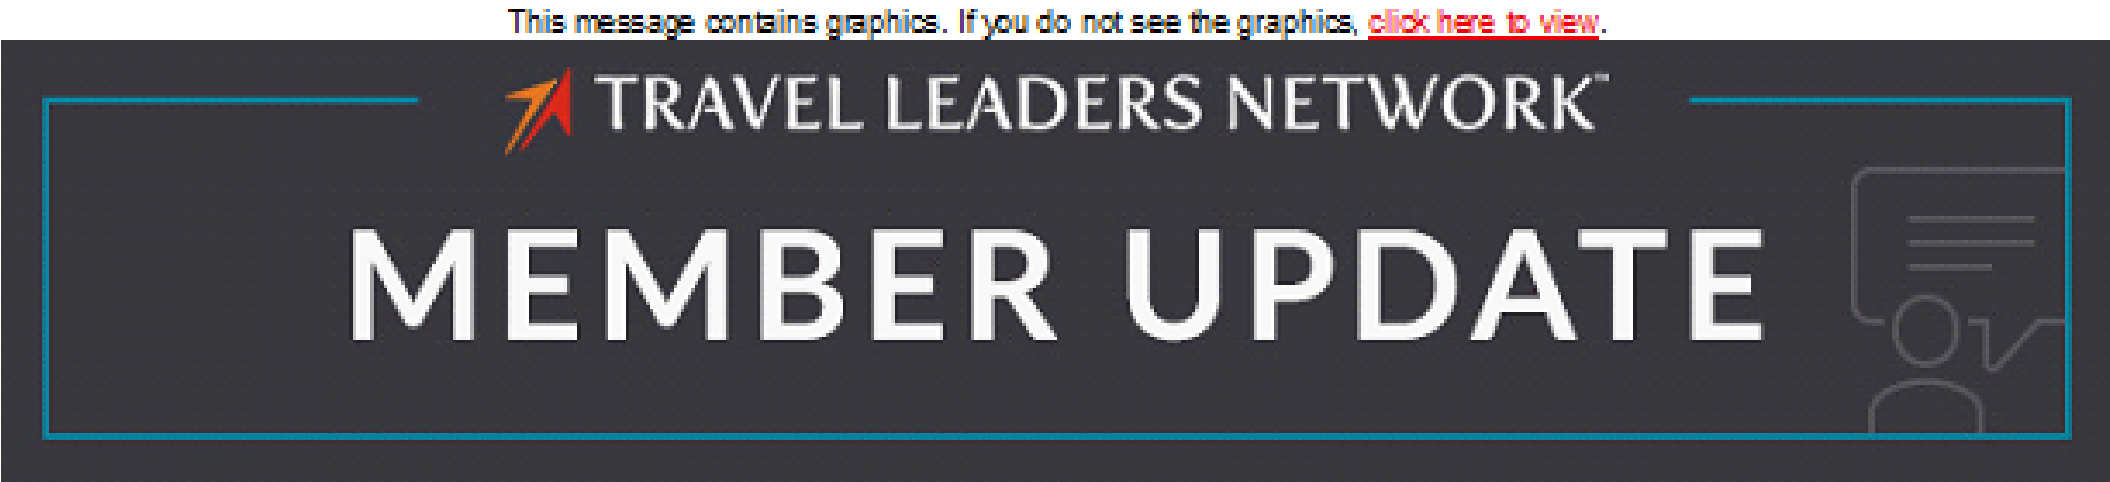 This message contains graphics. If you do not see the graphics, click here to view.
TRAVEL LEADERS NETWORK™
MEMBER UPDATE